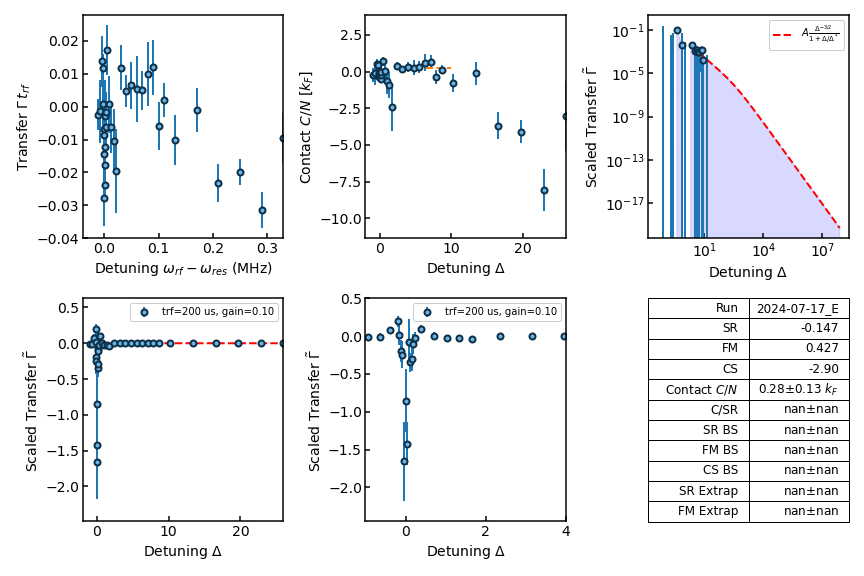 0.02
0.01
0.00
−0.01
−0.02
−0.03
−0.04
0.0
0.1
0.2
0.3
Transfer Γ t_rf
Detuning ω_rf − ω_res (MHz)
2.5
0.0
−2.5
−5.0
−7.5
−10.0
0
10
20
Contact C/N [k_F]
Detuning Δ
10^−1
10^−5
10^−9
10^−13
10^−17
10^1
10^4
10^7
Scaled Transfer Γ̃
Detuning Δ
A Δ^−3/2 / (1 + Δ/Δ*)
0.5
0.0
−0.5
−1.0
−1.5
−2.0
0
10
20
Scaled Transfer Γ̃
Detuning Δ
trf=200 us, gain=0.10
0.5
0.0
−0.5
−1.0
−1.5
−2.0
0
2
4
Scaled Transfer Γ̃
Detuning Δ
trf=200 us, gain=0.10
Run 2024-07-17_E
SR -0.147
FM 0.427
CS -2.90
Contact C/N 0.28±0.13 k_F
C/SR nan±nan
SR BS nan±nan
FM BS nan±nan
CS BS nan±nan
SR Extrap nan±nan
FM Extrap nan±nan